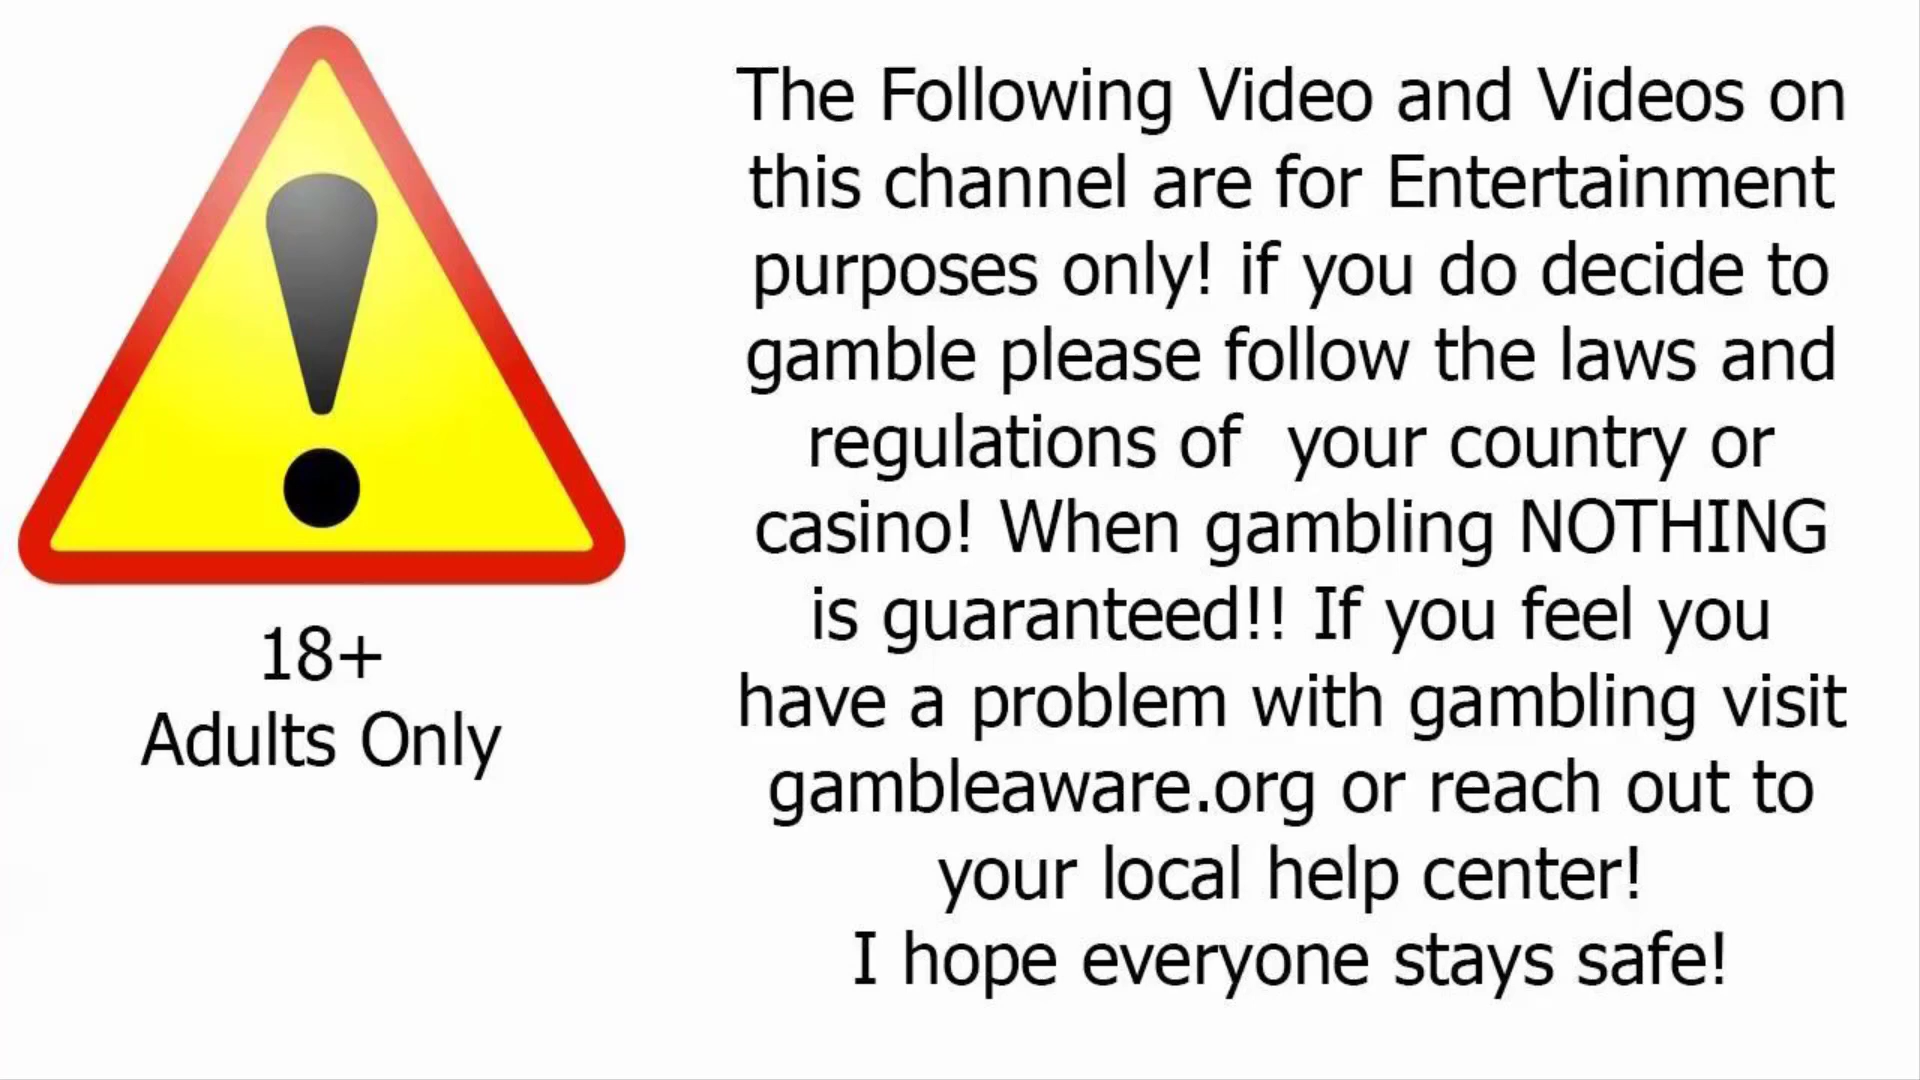 18+
Adults Only
The Following Video and Videos on
this channel are for Entertainment
purposes only! if you do decide to
gamble please follow the laws and
regulations of  your country or
casino! When gambling NOTHING
is guaranteed!! If you feel you
have a problem with gambling visit
gambleaware.org or reach out to
your local help center!
I hope everyone stays safe!